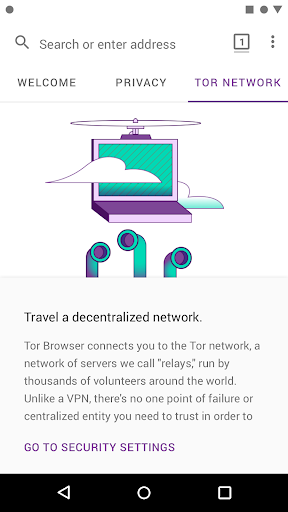 Search or enter address
1
WELCOME
PRIVACY
TOR NETWORK
Travel a decentralized network.
Tor Browser connects you to the Tor network, a
network of servers we call "relays," run by
thousands of volunteers around the world.
Unlike a VPN, there's no one point of failure or
centralized entity you need to trust in order to
GO TO SECURITY SETTINGS